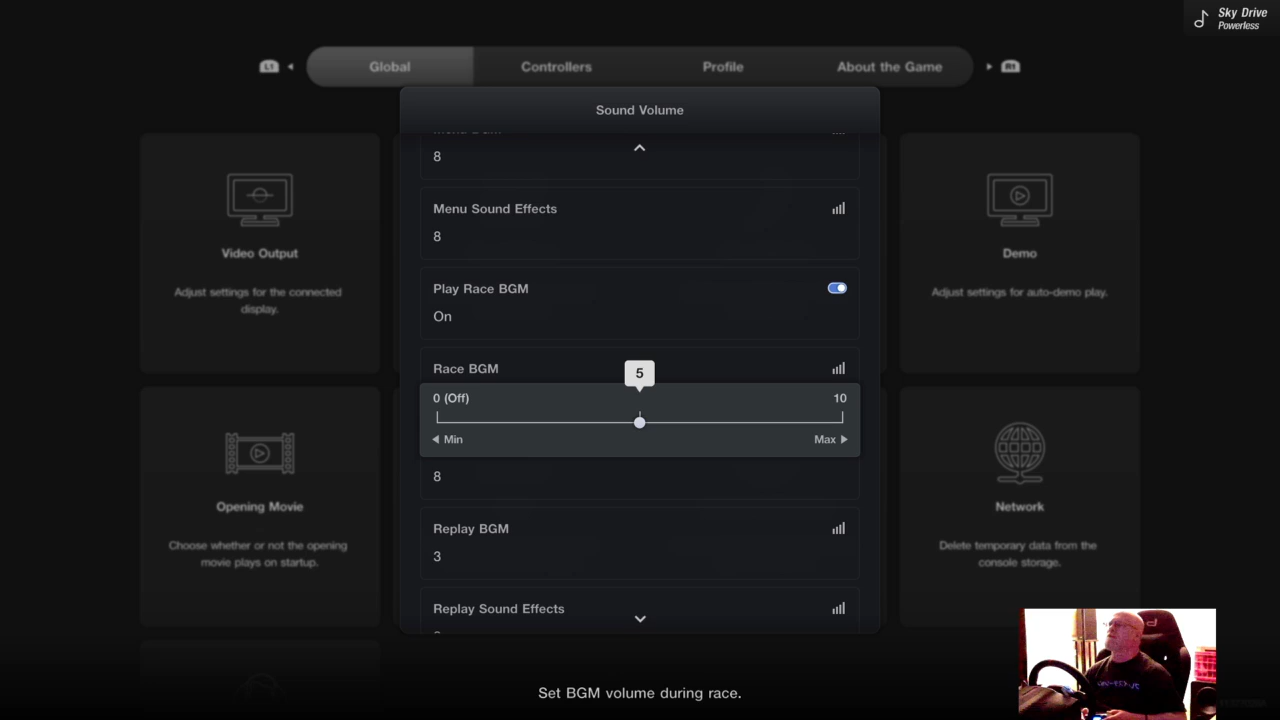 Sky Drive
Powerless
L1
Global
Controllers
Profile
About the Game
R1
Sound Volume
8
Menu Sound Effects
8
Play Race BGM
On
Race BGM
5
0 (Off)
10
Min
Max
8
Replay BGM
3
Replay Sound Effects
Video Output
Adjust settings for the connected
display.
Demo
Adjust settings for auto-demo play.
Opening Movie
Choose whether or not the opening
movie plays on startup.
Network
Delete temporary data from the
console storage.
Set BGM volume during race.